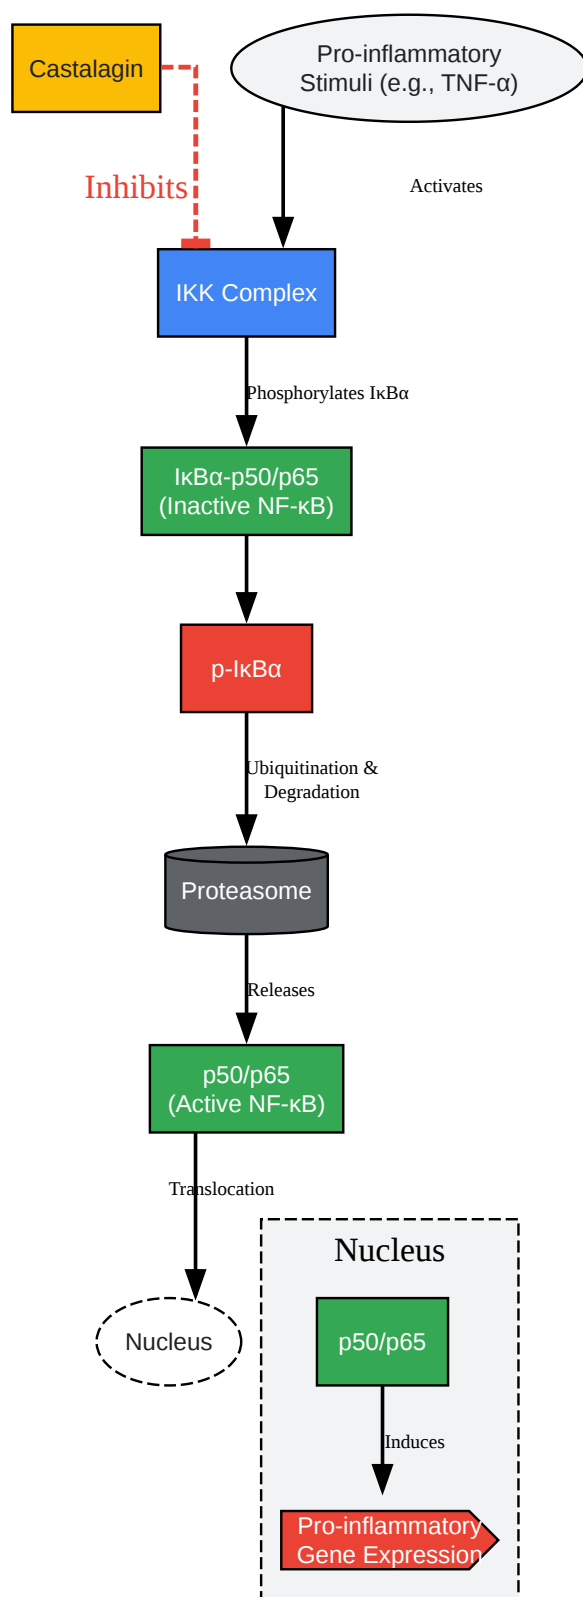 Castalagin
Pro-inflammatory
Stimuli (e.g., TNF-α)
Inhibits
Activates
IKK Complex
Phosphorylates IκBα
IκBα-p50/p65
(Inactive NF-κB)
p-IκBα
Ubiquitination &
Degradation
Proteasome
Releases
p50/p65
(Active NF-κB)
Translocation
Nucleus
Nucleus
p50/p65
Induces
Pro-inflammatory
Gene Expression